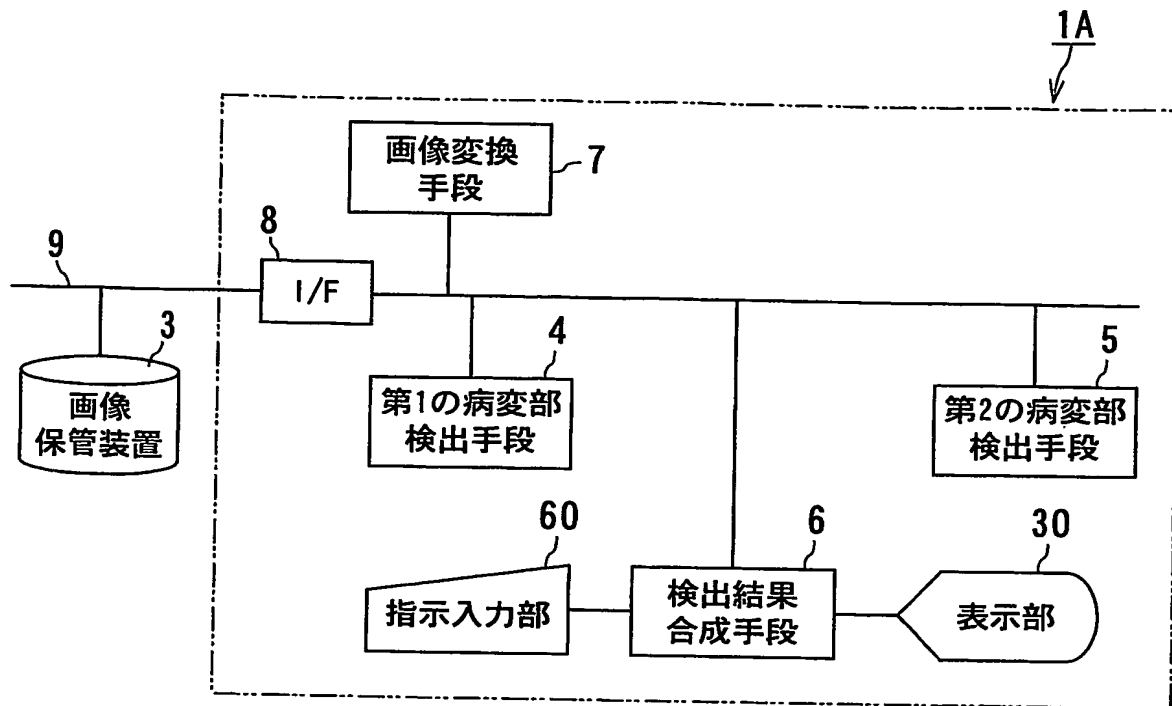 1A
画像変換
手段
7
8
I/F
9
3
画像
保管装置
4
第1の病変部
検出手段
5
第2の病変部
検出手段
60
指示入力部
6
検出結果
合成手段
30
表示部